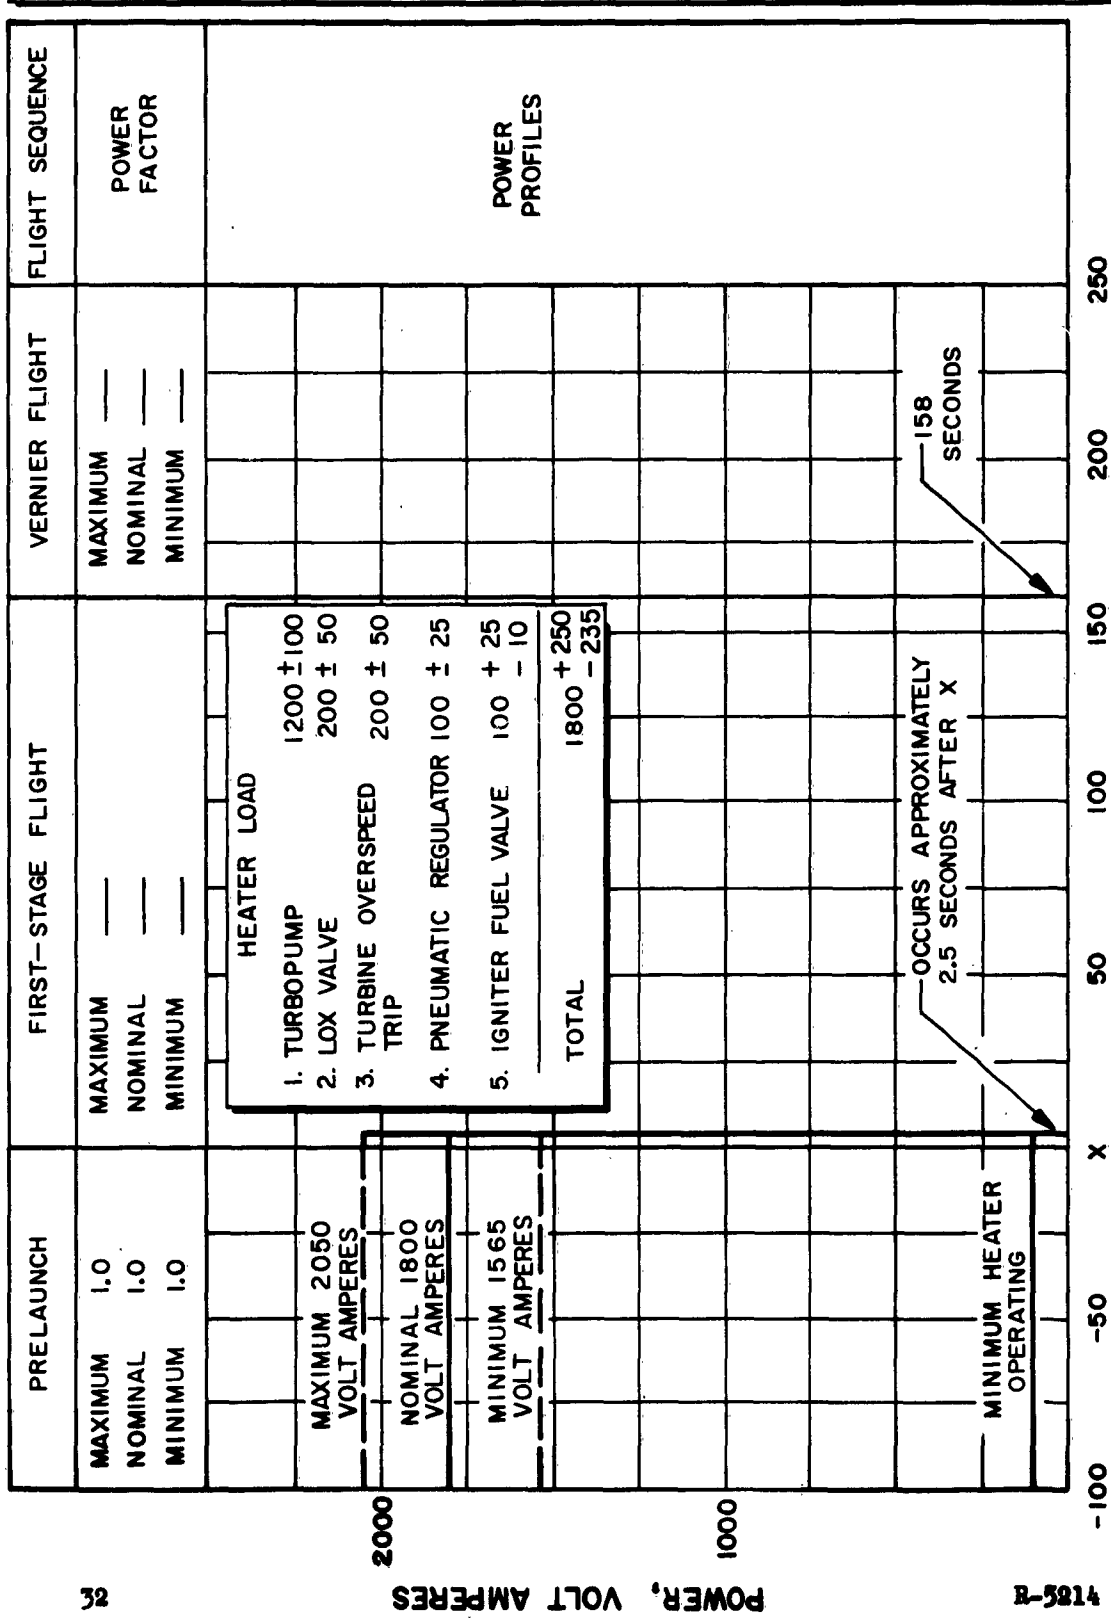 PRELAUNCH
FIRST-STAGE FLIGHT
VERNIER FLIGHT
FLIGHT SEQUENCE
MAXIMUM 1.0
NOMINAL 1.0
MINIMUM 1.0
MAXIMUM —
NOMINAL —
MINIMUM —
MAXIMUM —
NOMINAL —
MINIMUM —
POWER
FACTOR
MAXIMUM 2050
VOLT AMPERES
NOMINAL 1800
VOLT AMPERES
MINIMUM 1565
VOLT AMPERES
MINIMUM HEATER
OPERATING
HEATER LOAD
1. TURBOPUMP 1200 ± 100
2. LOX VALVE 200 ± 50
3. TURBINE OVERSPEED 200 ± 50
TRIP
4. PNEUMATIC REGULATOR 100 ± 25
5. IGNITER FUEL VALVE 100 + 25
- 10
TOTAL 1800 + 250
- 235
POWER
PROFILES
OCCURS APPROXIMATELY
2.5 SECONDS AFTER X
158
SECONDS
2000
1000
-100 -50 X 50 100 150 200 250
POWER, VOLT AMPERES
32
R-5214